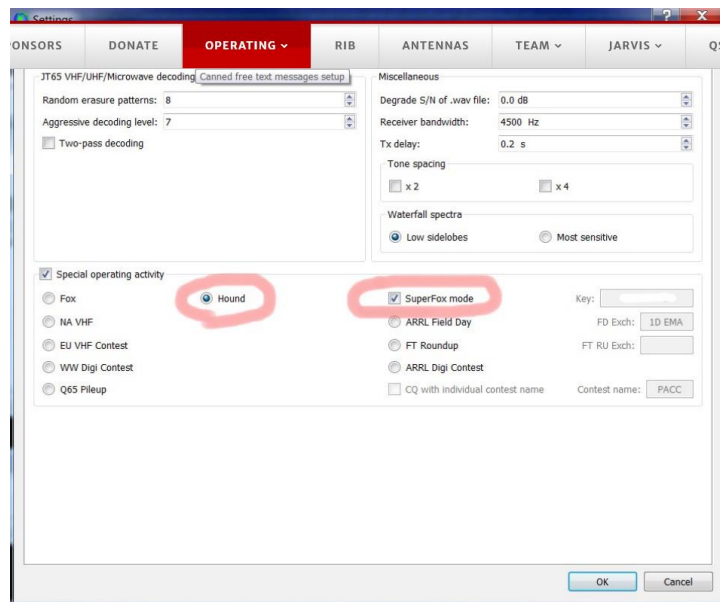 Settings
PONSORS DONATE OPERATING RIB ANTENNAS TEAM JARVIS
JT65 VHF/UHF/Microwave decoding Canned free text messages setup Miscellaneous
Random erasure patterns: 8 Degrade S/N of .wav file: 0.0 dB
Aggressive decoding level: 7 Receiver bandwidth: 4500 Hz
Two-pass decoding Tx delay: 0.2 s
Tone spacing
x 2 x 4
Waterfall spectra
Low sidelobes Most sensitive
Special operating activity
Fox Hound SuperFox mode Key:
NA VHF ARRL Field Day FD Exch: 1D EMA
EU VHF Contest FT Roundup FT RU Exch:
WW Digi Contest ARRL Digi Contest
Q65 Pileup CQ with individual contest name Contest name: PACC
OK Cancel